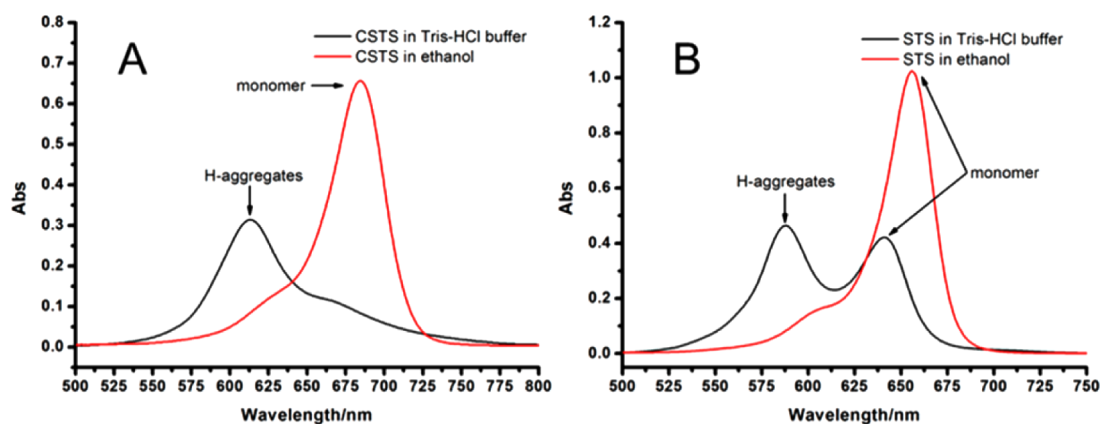 A
CSTS in Tris-HCl buffer
CSTS in ethanol
monomer
H-aggregates
Abs
0.8
0.7
0.6
0.5
0.4
0.3
0.2
0.1
0.0
500 525 550 575 600 625 650 675 700 725 750 775 800
Wavelength/nm
B
STS in Tris-HCl buffer
STS in ethanol
H-aggregates
monomer
Abs
1.2
1.0
0.8
0.6
0.4
0.2
0.0
500 525 550 575 600 625 650 675 700 725 750
Wavelength/nm